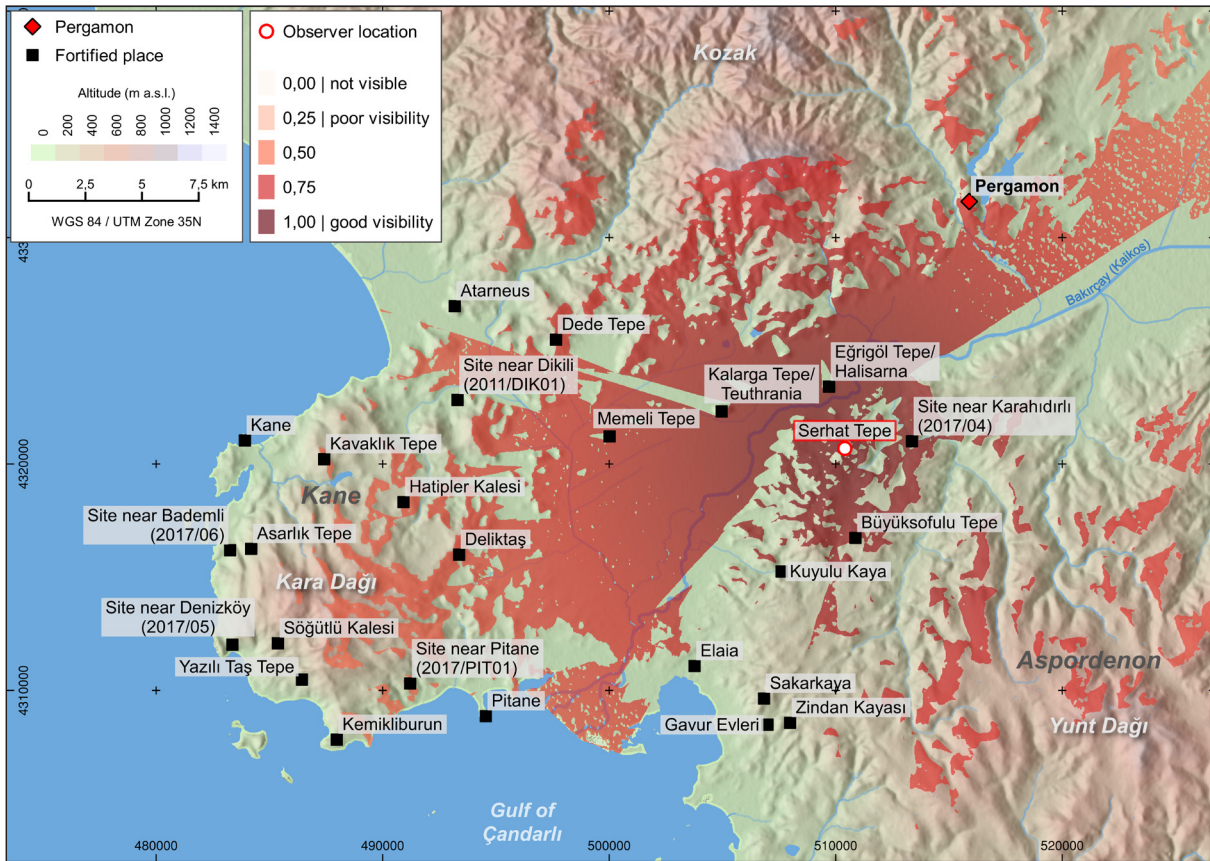 Pergamon
Fortified place
Altitude (m a.s.l.)
0 200 400 600 800 1000 1200 1400
0 2,5 5 7,5 km
WGS 84 / UTM Zone 35N
Observer location
0,00 | not visible
0,25 | poor visibility
0,50
0,75
1,00 | good visibility
Kozak
Pergamon
Bakırçay (Kaikos)
Atarneus
Dede Tepe
Site near Dikili
(2011/DIK01)
Kalarga Tepe/
Teuthrania
Eğrigöl Tepe/
Halisarna
Memeli Tepe
Serhat Tepe
Site near Karahıdırlı
(2017/04)
Kane
Kavaklık Tepe
Kane
Hatipler Kalesi
Site near Bademli
(2017/06)
Asarlık Tepe
Deliktaş
Büyüksofulu Tepe
Kuyulu Kaya
Kara Dağı
Site near Denizköy
(2017/05)
Söğütlü Kalesi
Site near Pitane
(2017/PIT01)
Yazılı Taş Tepe
Elaia
Aspordenon
Sakarkaya
Pitane
Zindan Kayası
Gavur Evleri
Yunt Dağı
Kemikliburun
Gulf of
Çandarlı
4320000
4310000
480000
490000
500000
510000
520000